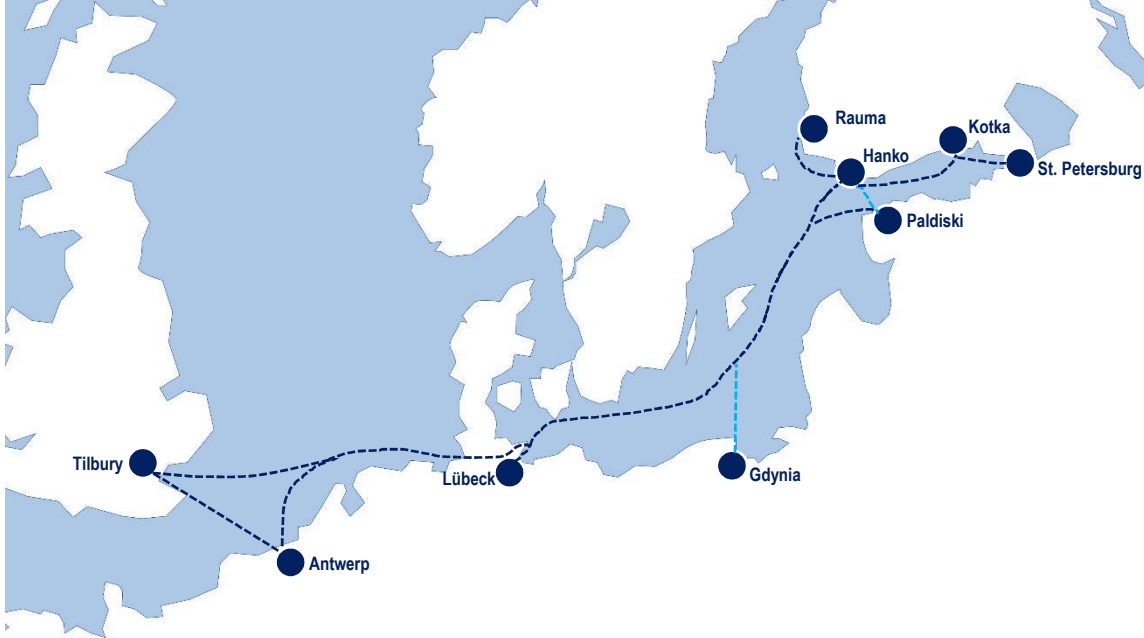 Rauma
Kotka
Hanko
St. Petersburg
Paldiski
Tilbury
Lübeck
Gdynia
Antwerp